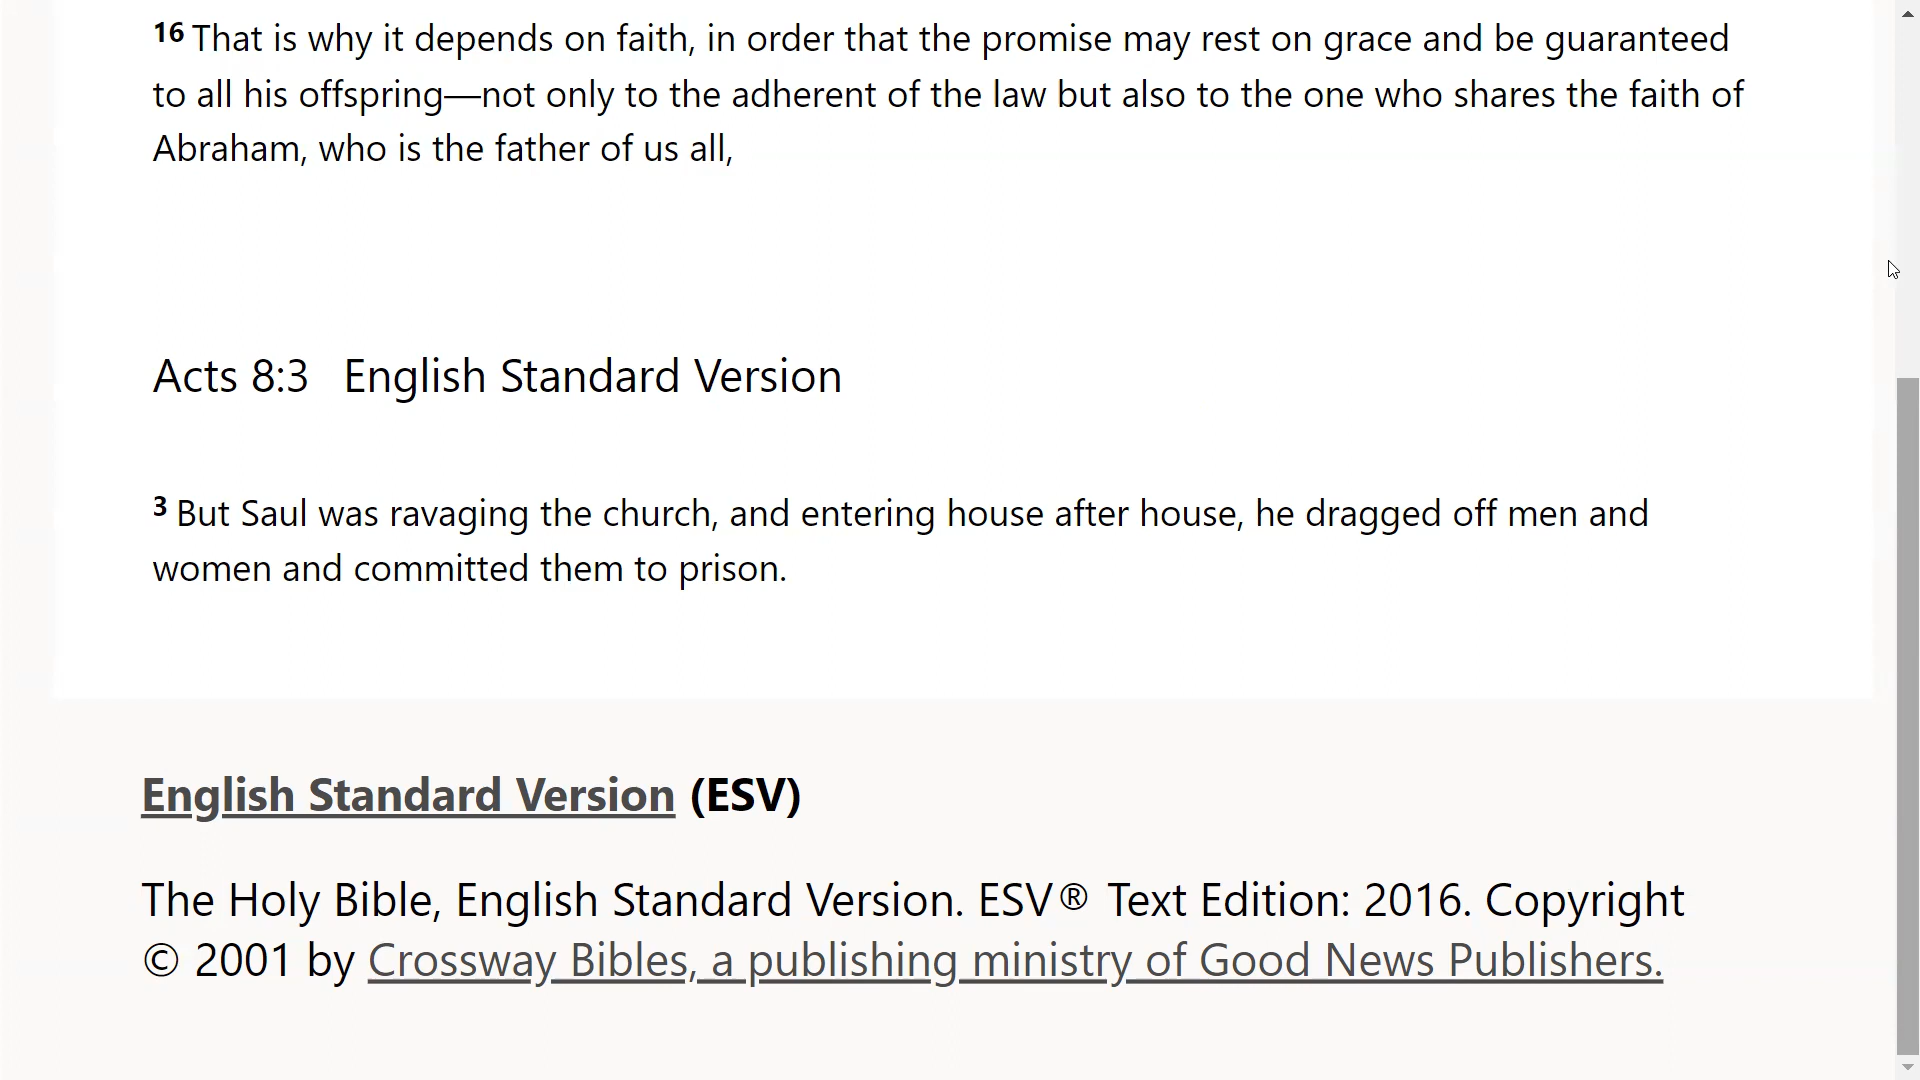 16 That is why it depends on faith, in order that the promise may rest on grace and be guaranteed
to all his offspring—not only to the adherent of the law but also to the one who shares the faith of
Abraham, who is the father of us all,
Acts 8:3 English Standard Version
3 But Saul was ravaging the church, and entering house after house, he dragged off men and
women and committed them to prison.
English Standard Version (ESV)
The Holy Bible, English Standard Version. ESV® Text Edition: 2016. Copyright
© 2001 by Crossway Bibles, a publishing ministry of Good News Publishers.